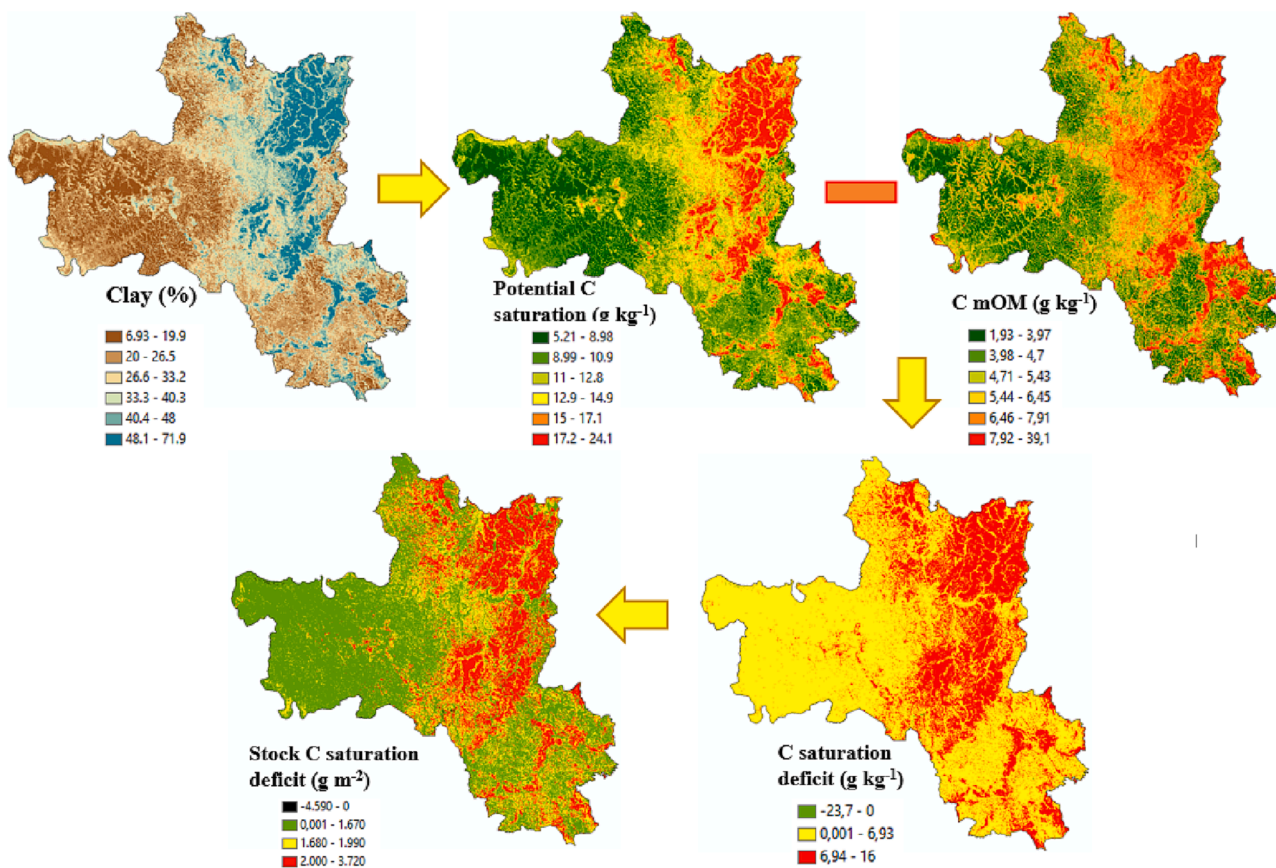 Clay (%)
6.93 - 19.9
20 - 26.5
26.6 - 33.2
33.3 - 40.3
40.4 - 48
48.1 - 71.9
Potential C
saturation (g kg⁻¹)
5.21 - 8.98
8.99 - 10.9
11 - 12.8
12.9 - 14.9
15 - 17.1
17.2 - 24.1
C mOM (g kg⁻¹)
1,93 - 3,97
3,98 - 4,7
4,71 - 5,43
5,44 - 6,45
6,46 - 7,91
7,92 - 39,1
Stock C saturation
deficit (g m⁻²)
-4.590 - 0
0,001 - 1.670
1.680 - 1.990
2.000 - 3.720
C saturation
deficit (g kg⁻¹)
-23,7 - 0
0,001 - 6,93
6,94 - 16